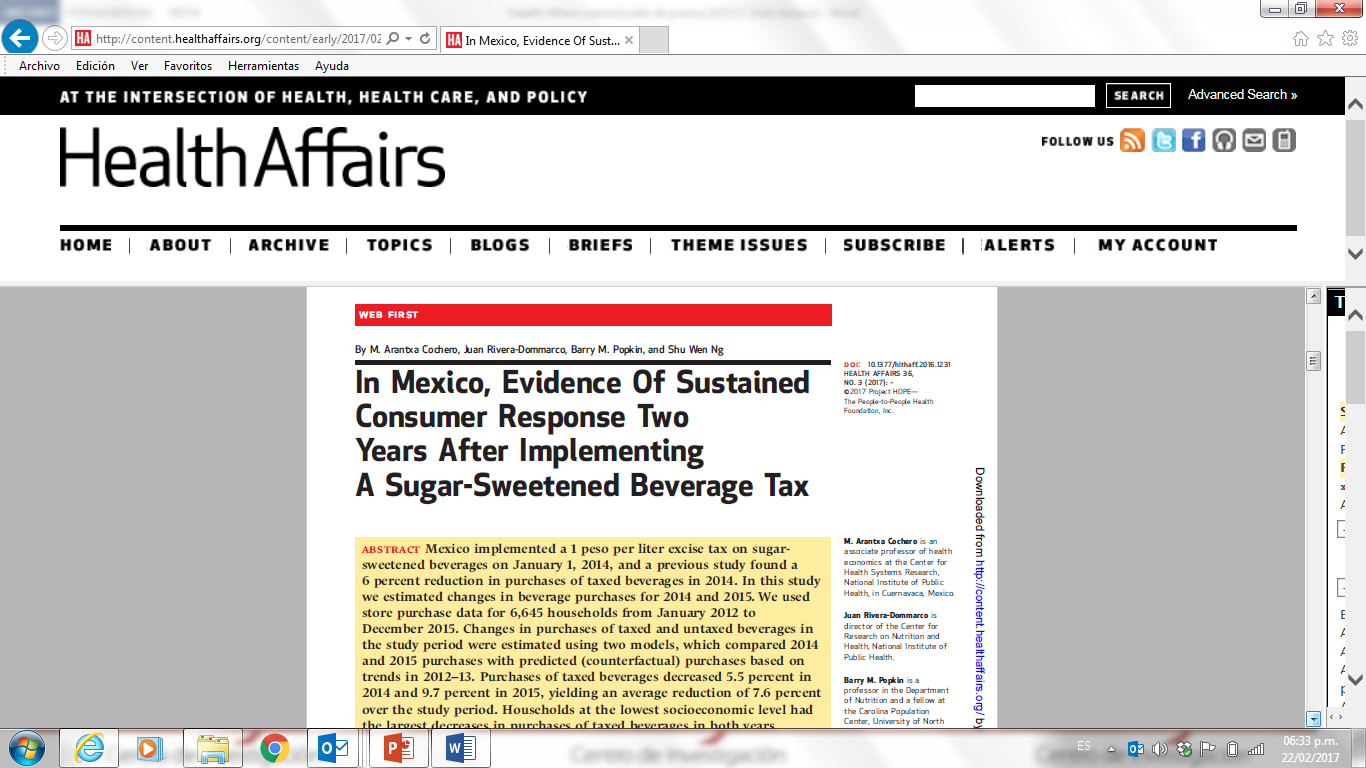 http://content.healthaffairs.org/content/early/2017/02
In Mexico, Evidence Of Sust...
Archivo Edición Ver Favoritos Herramientas Ayuda
AT THE INTERSECTION OF HEALTH, HEALTH CARE, AND POLICY
SEARCH
Advanced Search »
HealthAffairs
FOLLOW US
HOME ABOUT ARCHIVE TOPICS BLOGS BRIEFS THEME ISSUES SUBSCRIBE ALERTS MY ACCOUNT
WEB FIRST
By M. Arantxa Cochero, Juan Rivera-Dommarco, Barry M. Popkin, and Shu Wen Ng
In Mexico, Evidence Of Sustained
Consumer Response Two
Years After Implementing
A Sugar-Sweetened Beverage Tax
ABSTRACT Mexico implemented a 1 peso per liter excise tax on sugar-
sweetened beverages on January 1, 2014, and a previous study found a
6 percent reduction in purchases of taxed beverages in 2014. In this study
we estimated changes in beverage purchases for 2014 and 2015. We used
store purchase data for 6,645 households from January 2012 to
December 2015. Changes in purchases of taxed and untaxed beverages in
the study period were estimated using two models, which compared 2014
and 2015 purchases with predicted (counterfactual) purchases based on
trends in 2012–13. Purchases of taxed beverages decreased 5.5 percent in
2014 and 9.7 percent in 2015, yielding an average reduction of 7.6 percent
over the study period. Households at the lowest socioeconomic level had
the largest decreases in purchases of taxed beverages in both years.
DOI: 10.1377/hlthaff.2016.1231
HEALTH AFFAIRS 36,
NO. 3 (2017): -
©2017 Project HOPE—
The People-to-People Health
Foundation, Inc.
M. Arantxa Cochero is an
associate professor of health
economics at the Center for
Health Systems Research,
National Institute of Public
Health, in Cuernavaca, Mexico.
Juan Rivera-Dommarco is
director of the Center for
Research on Nutrition and
Health, National Institute of
Public Health.
Barry M. Popkin is a
professor in the Department
of Nutrition and a fellow at
the Carolina Population
Center, University of North
Downloaded from http://content.healthaffairs.org/ by
ES
06:33 p.m.
22/02/2017